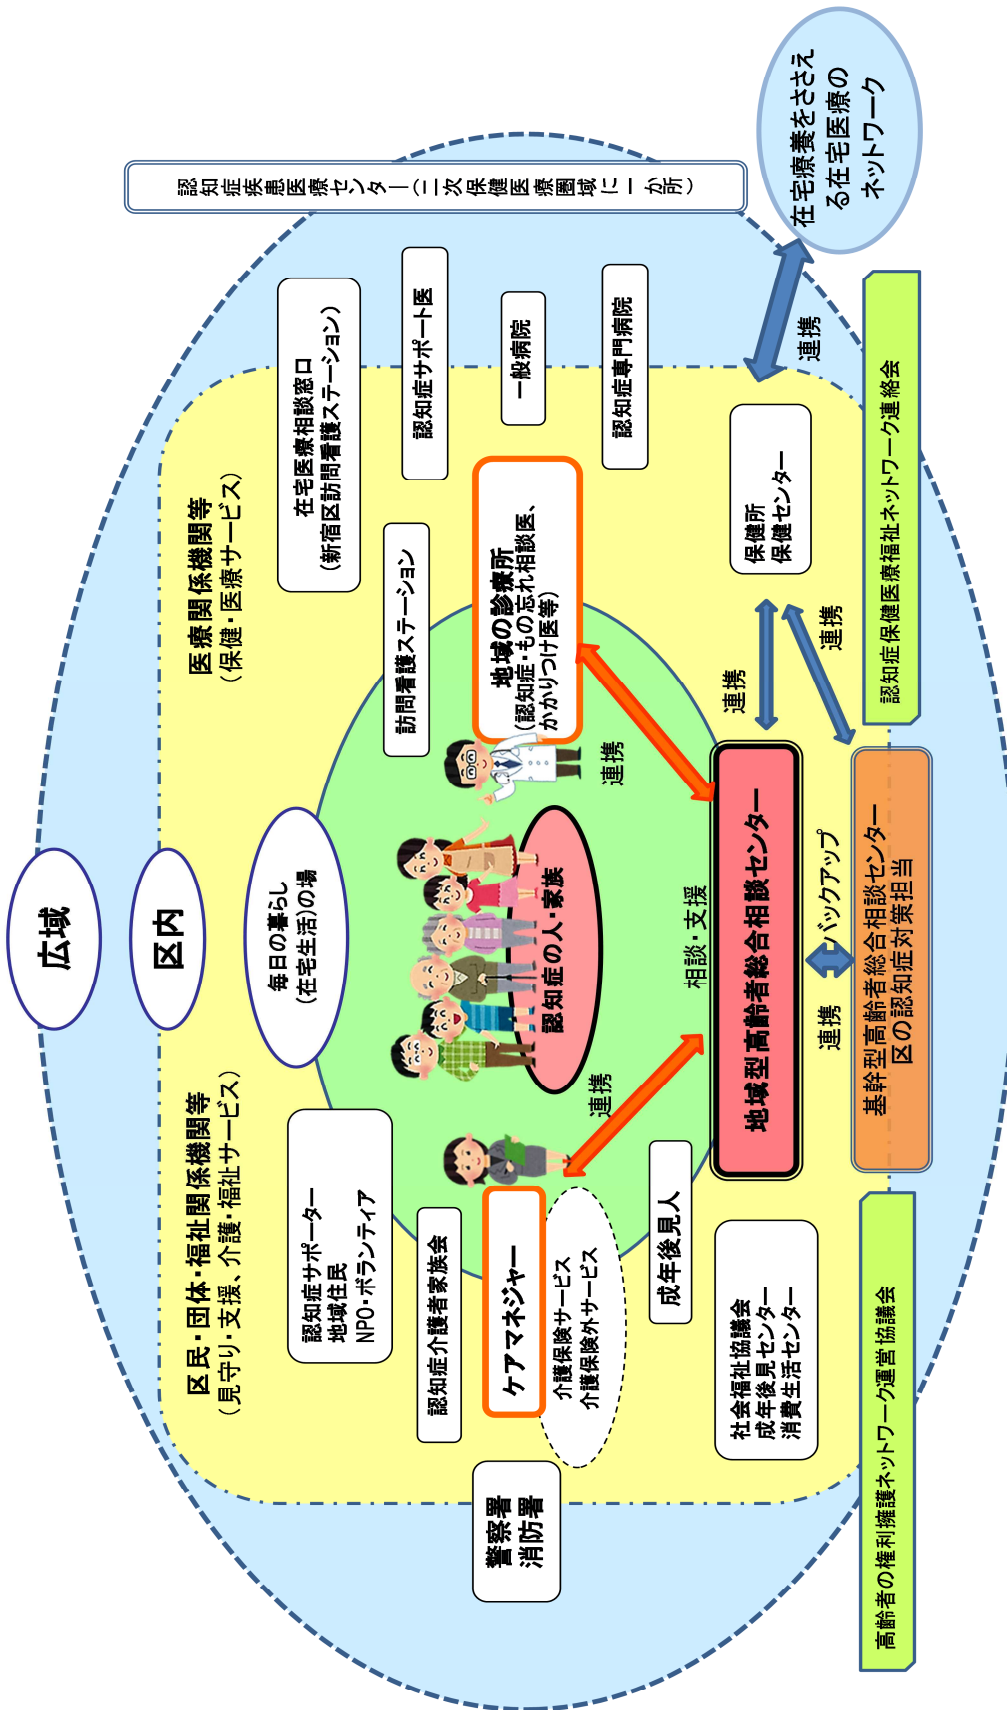 広域
区内
区民・団体・福祉関係機関等
（見守り・支援、介護・福祉サービス）
毎日の暮らし
（在宅生活）の場
医療関係機関等
（保健・医療サービス）
認知症疾患医療センター（二次保健医療圏域に一か所）
認知症サポーター
地域住民
NPO・ボランティア
在宅医療相談窓口
（新宿区訪問看護ステーション）
訪問看護ステーション
認知症サポート医
認知症介護者家族会
警察署
消防署
ケアマネジャー
介護保険サービス
介護保険外サービス
認知症の人・家族
地域の診療所
（認知症・もの忘れ相談医、
かかりつけ医等）
一般病院
認知症専門病院
連携
連携
成年後見人
相談・支援
社会福祉協議会
成年後見センター
消費生活センター
地域型高齢者総合相談センター
連携
保健所
保健センター
連携
連携
バックアップ
連携
在宅療養をささえ
る在宅医療の
ネットワーク
高齢者の権利擁護ネットワーク運営協議会
基幹型高齢者総合相談センター
区の認知症対策担当
認知症保健医療福祉ネットワーク連絡会